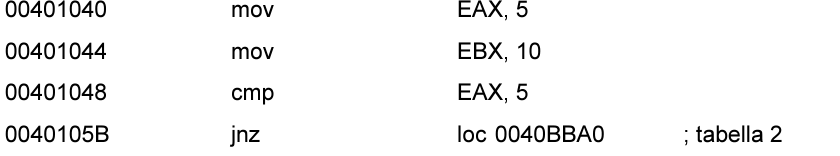 00401040 mov EAX, 5
00401044 mov EBX, 10
00401048 cmp EAX, 5
0040105B jnz loc 0040BBA0 ; tabella 2